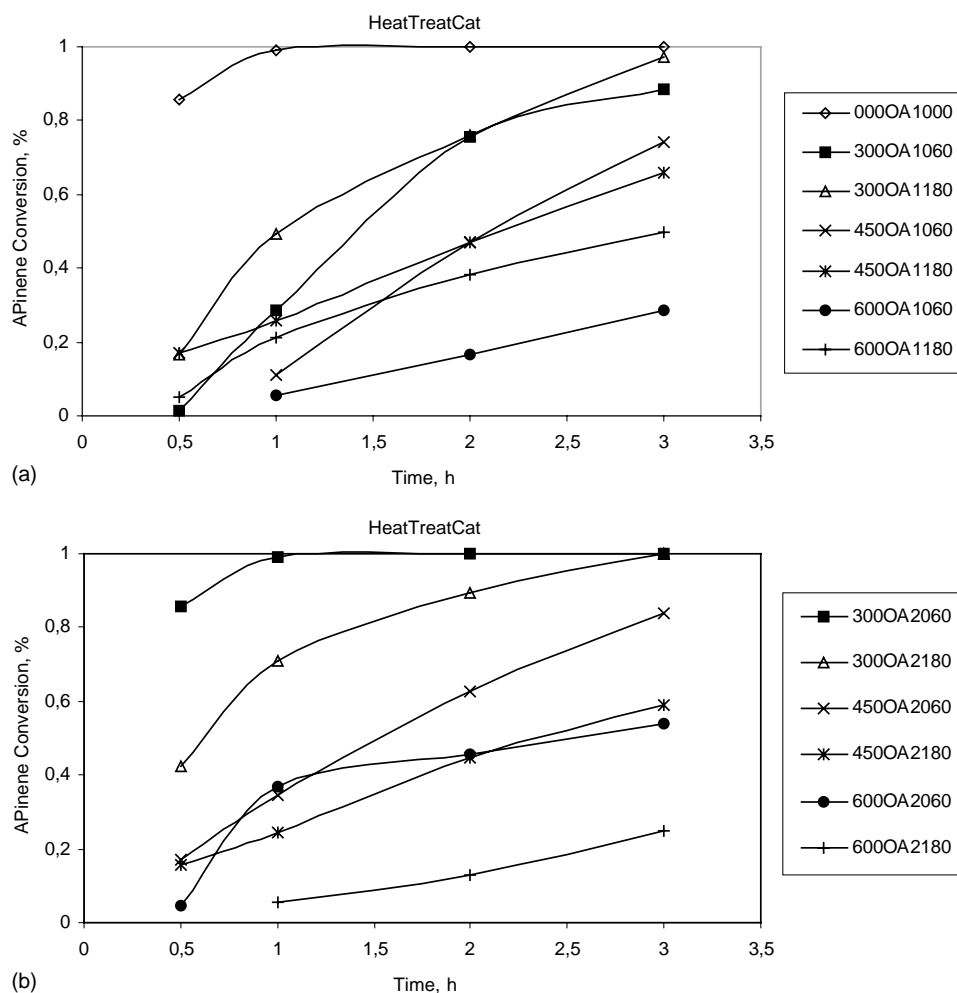 HeatTreatCat
1
0,8
0,6
0,4
0,2
0
APinene Conversion, %
0 0,5 1 1,5 2 2,5 3 3,5
Time, h
000OA1000
300OA1060
300OA1180
450OA1060
450OA1180
600OA1060
600OA1180
(a)
HeatTreatCat
1
0,8
0,6
0,4
0,2
0
APinene Conversion, %
0 0,5 1 1,5 2 2,5 3 3,5
Time, h
300OA2060
300OA2180
450OA2060
450OA2180
600OA2060
600OA2180
(b)